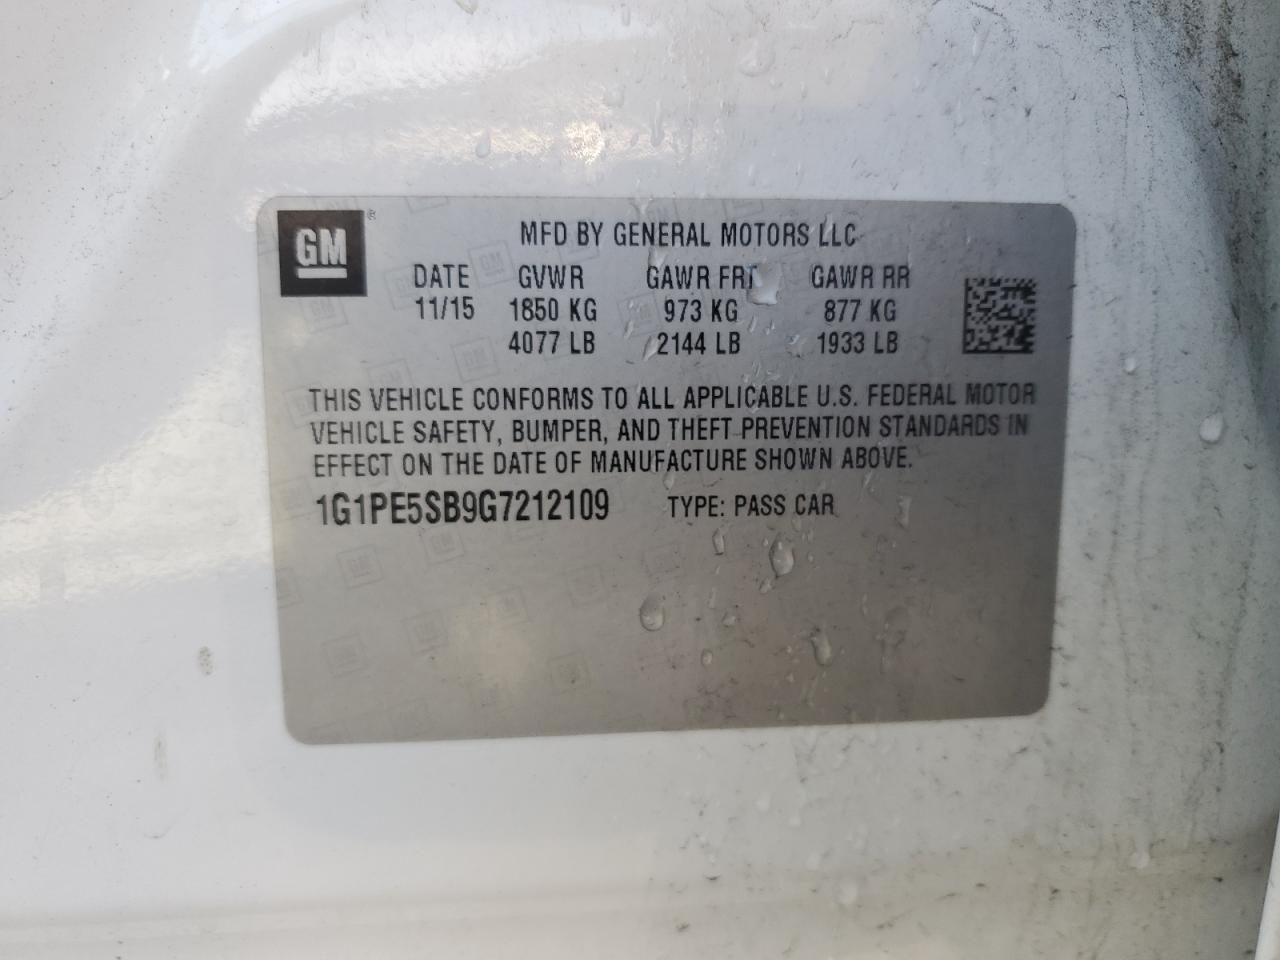 GM
MFD BY GENERAL MOTORS LLC
DATE GVWR GAWR FRT GAWR RR
11/15 1850 KG 973 KG 877 KG
4077 LB 2144 LB 1933 LB
THIS VEHICLE CONFORMS TO ALL APPLICABLE U.S. FEDERAL MOTOR
VEHICLE SAFETY, BUMPER, AND THEFT PREVENTION STANDARDS IN
EFFECT ON THE DATE OF MANUFACTURE SHOWN ABOVE.
1G1PE5SB9G7212109 TYPE: PASS CAR